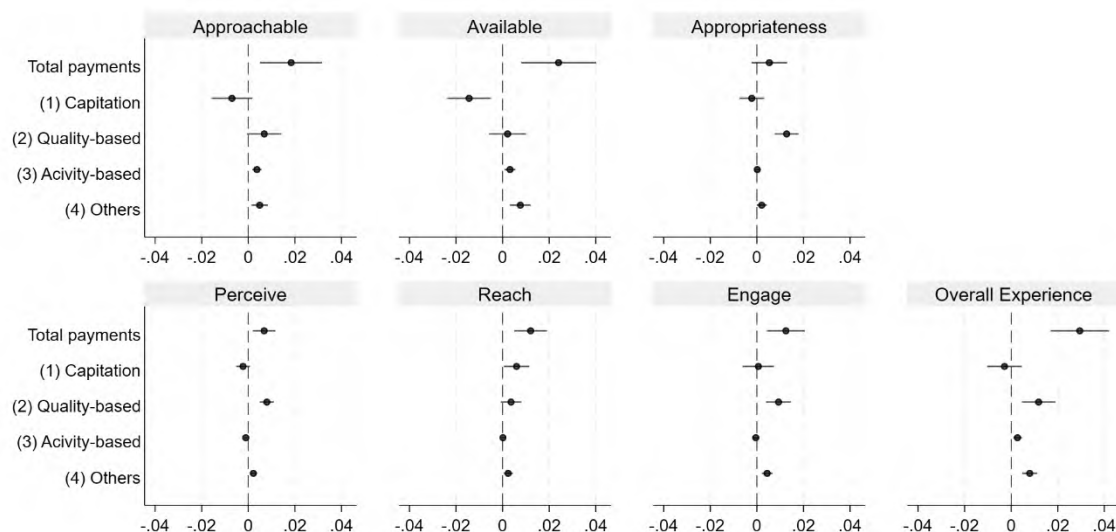 Approachable Available Appropriateness
Total payments
(1) Capitation
(2) Quality-based
(3) Acivity-based
(4) Others
-.04 -.02 0 .02 .04 -.04 -.02 0 .02 .04 -.04 -.02 0 .02 .04
Perceive Reach Engage Overall Experience
Total payments
(1) Capitation
(2) Quality-based
(3) Acivity-based
(4) Others
-.04 -.02 0 .02 .04 -.04 -.02 0 .02 .04 -.04 -.02 0 .02 .04 -.04 -.02 0 .02 .04